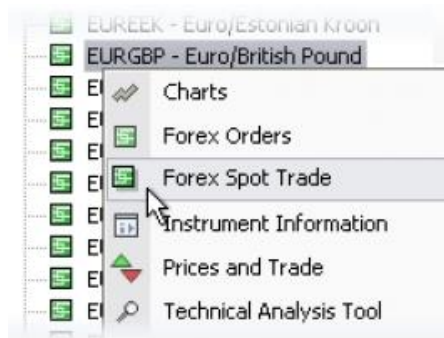 EUREEK - Euro/Estonian Kroon
EURGBP - Euro/British Pound
Charts
Forex Orders
Forex Spot Trade
Instrument Information
Prices and Trade
Technical Analysis Tool